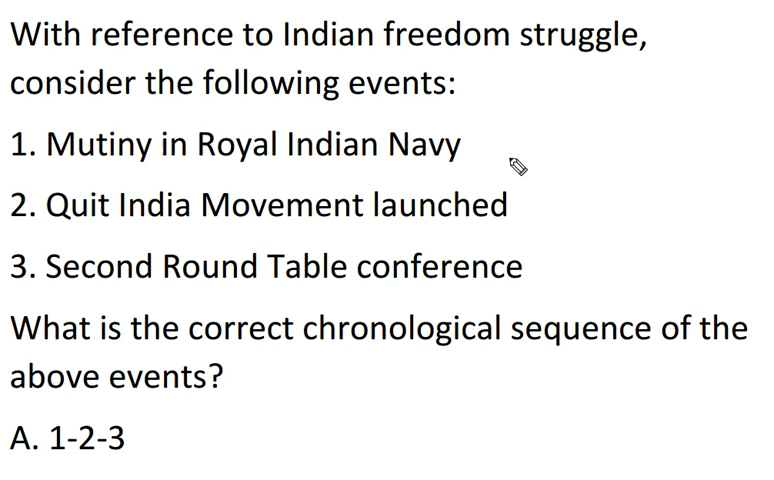 With reference to Indian freedom struggle,
consider the following events:
1. Mutiny in Royal Indian Navy
2. Quit India Movement launched
3. Second Round Table conference
What is the correct chronological sequence of the
above events?
A. 1-2-3